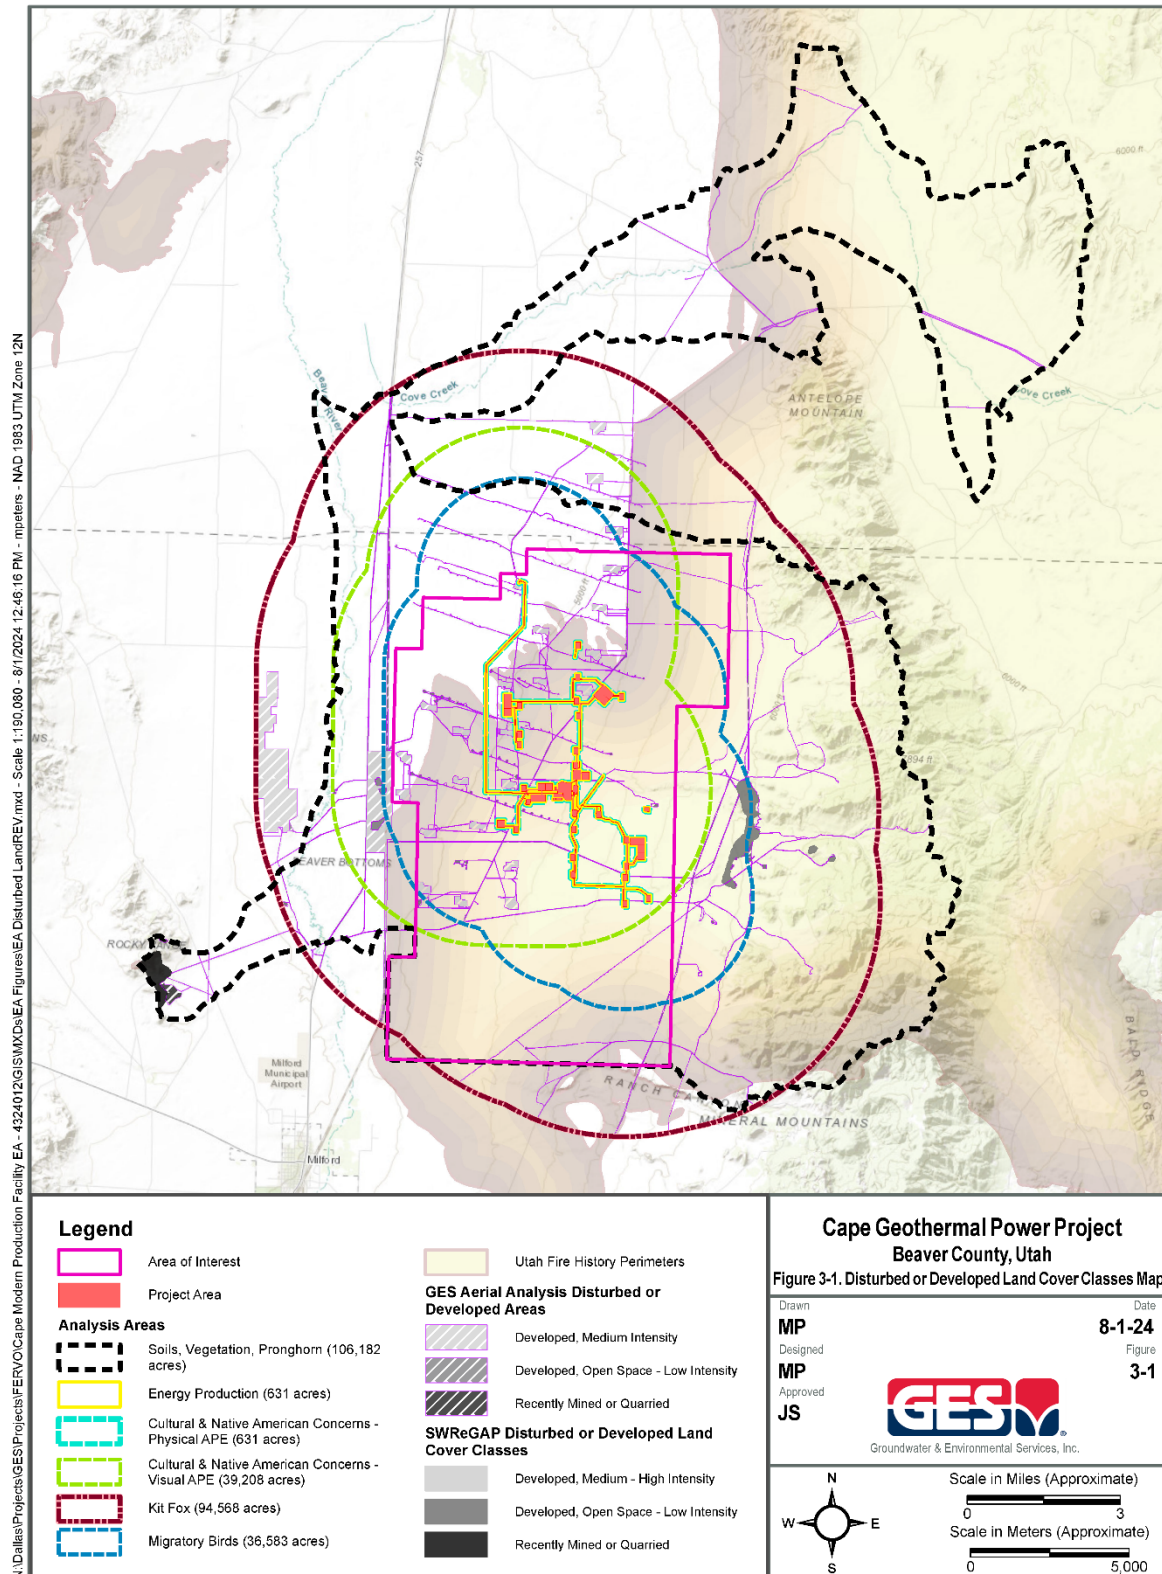 N:\Dallas\Projects\GES\Projects\FERVO\Cape Modern Production Facility EA - 4324012\GIS\MXDs\EA Figures\EA Disturbed LandREV.mxd - Scale 1:190,080 - 8/1/2024 12:46:16 PM - mpeters - NAD 1983 UTM Zone 12N
257
6000 ft
Beaver River
Cove Creek
Cove Creek
ANTELOPE
MOUNTAIN
5000 ft
6000 ft
894 ft
BEAVER BOTTOMS
ROCKY RANGE
Milford
Municipal
Airport
RANCH CANYON
MINERAL MOUNTAINS
BALD RIDGE
Milford
Legend
Area of Interest
Project Area
Analysis Areas
Soils, Vegetation, Pronghorn (106,182
acres)
Energy Production (631 acres)
Cultural & Native American Concerns -
Physical APE (631 acres)
Cultural & Native American Concerns -
Visual APE (39,208 acres)
Kit Fox (94,568 acres)
Migratory Birds (36,583 acres)
Utah Fire History Perimeters
GES Aerial Analysis Disturbed or
Developed Areas
Developed, Medium Intensity
Developed, Open Space - Low Intensity
Recently Mined or Quarried
SWReGAP Disturbed or Developed Land
Cover Classes
Developed, Medium - High Intensity
Developed, Open Space - Low Intensity
Recently Mined or Quarried
Cape Geothermal Power Project
Beaver County, Utah
Figure 3-1. Disturbed or Developed Land Cover Classes Map
Drawn Date
MP 8-1-24
Designed Figure
MP 3-1
Approved
JS
GES
Groundwater & Environmental Services, Inc.
N
W E
S
Scale in Miles (Approximate)
0 3
Scale in Meters (Approximate)
0 5,000